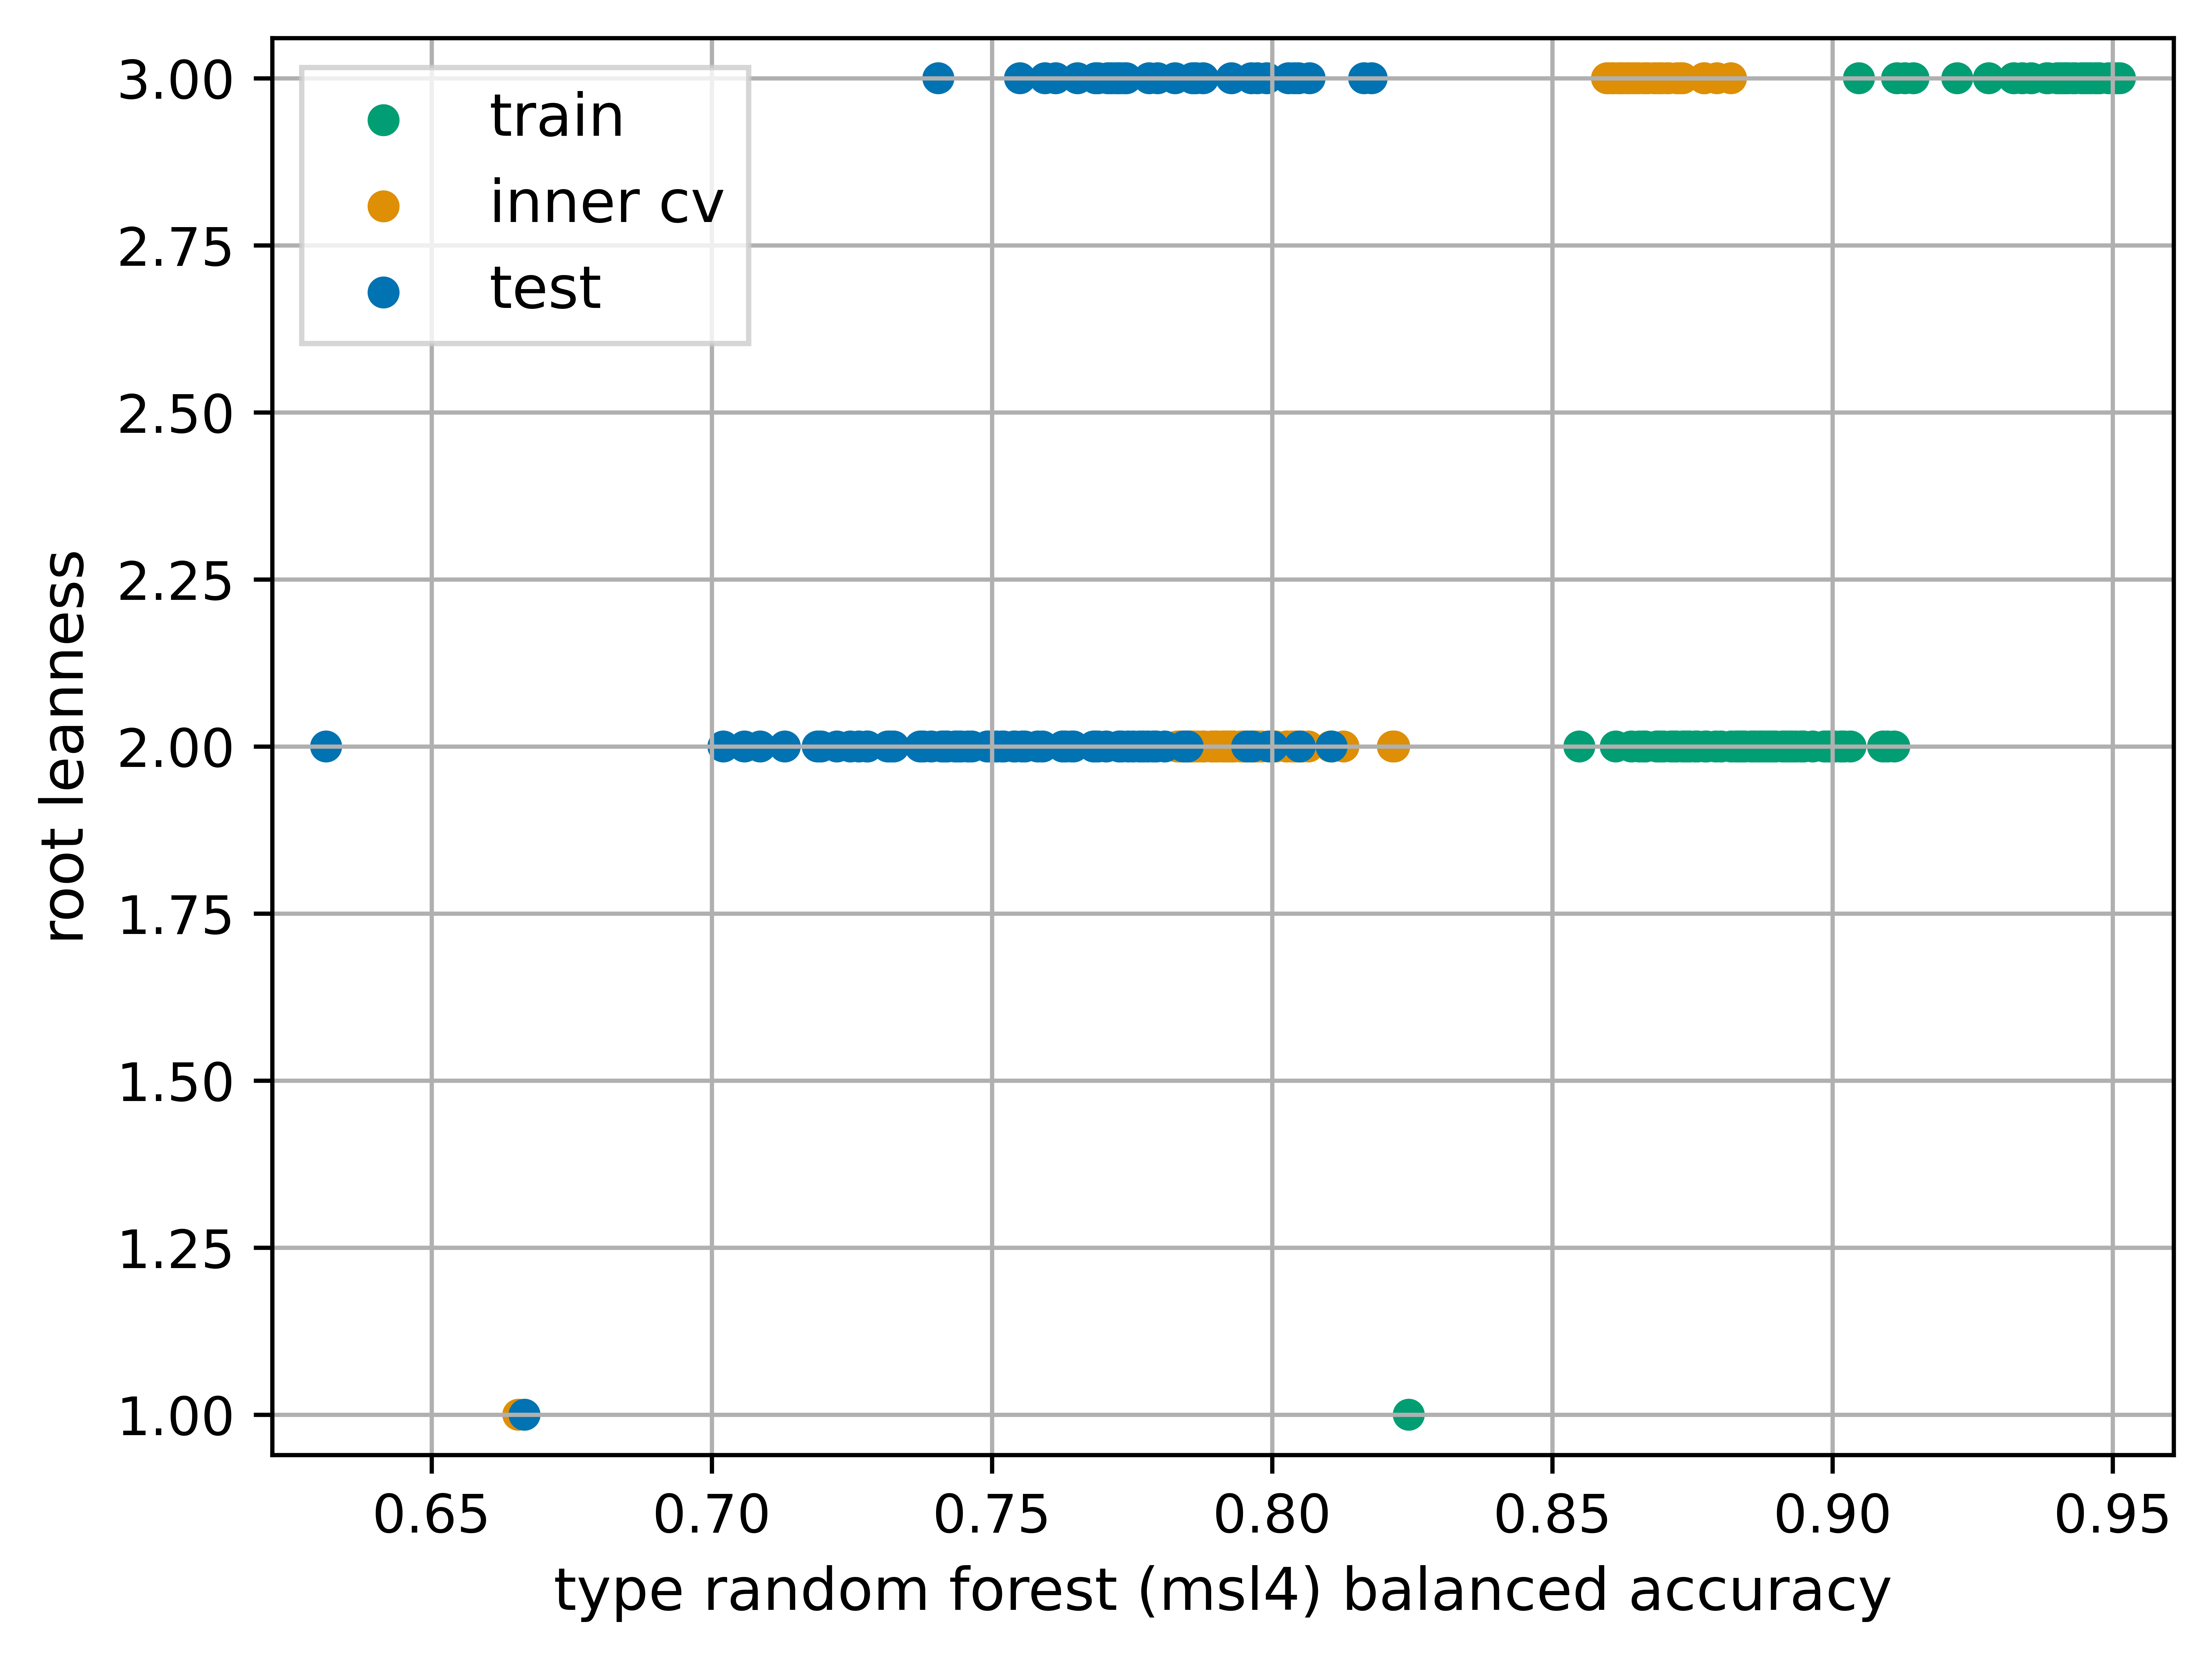 train
inner cv
test
3.00
2.75
2.50
2.25
2.00
1.75
1.50
1.25
1.00
root leanness
0.65 0.70 0.75 0.80 0.85 0.90 0.95
type random forest (msl4) balanced accuracy